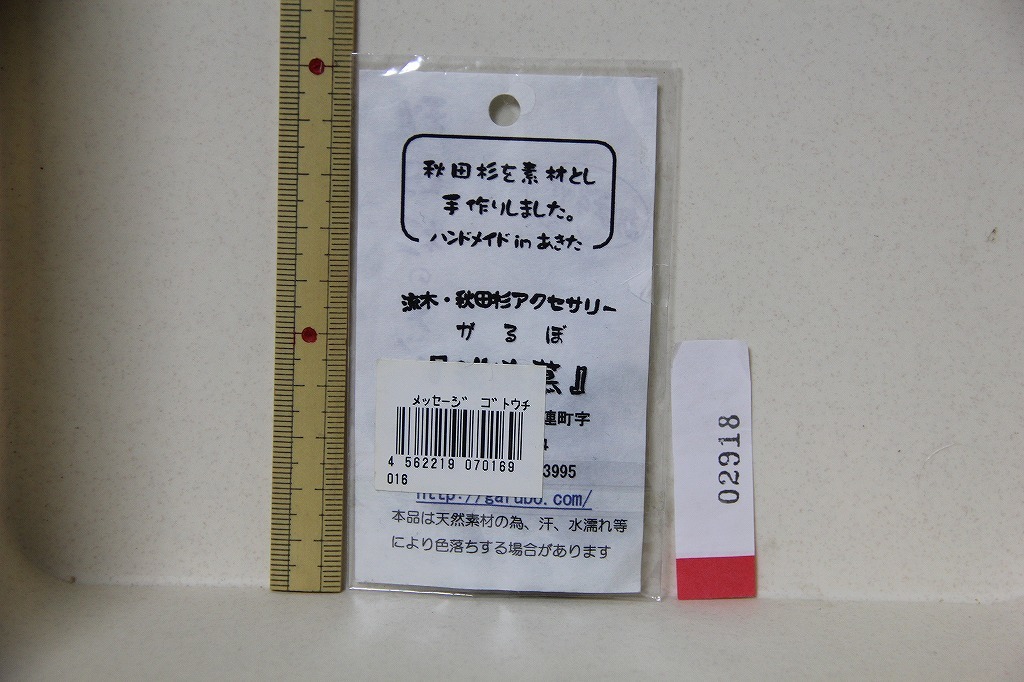 秋田杉を素材とし
手作りしました。
ハンドメイドinあきた
流木・秋田杉アクセサリー
がるぼ
』
メッセージ ゴトウチ
4 562219 070169
016
連町字
3995
http://garubo.com/
本品は天然素材の為、汗、水濡れ等
により色落ちする場合があります
02918